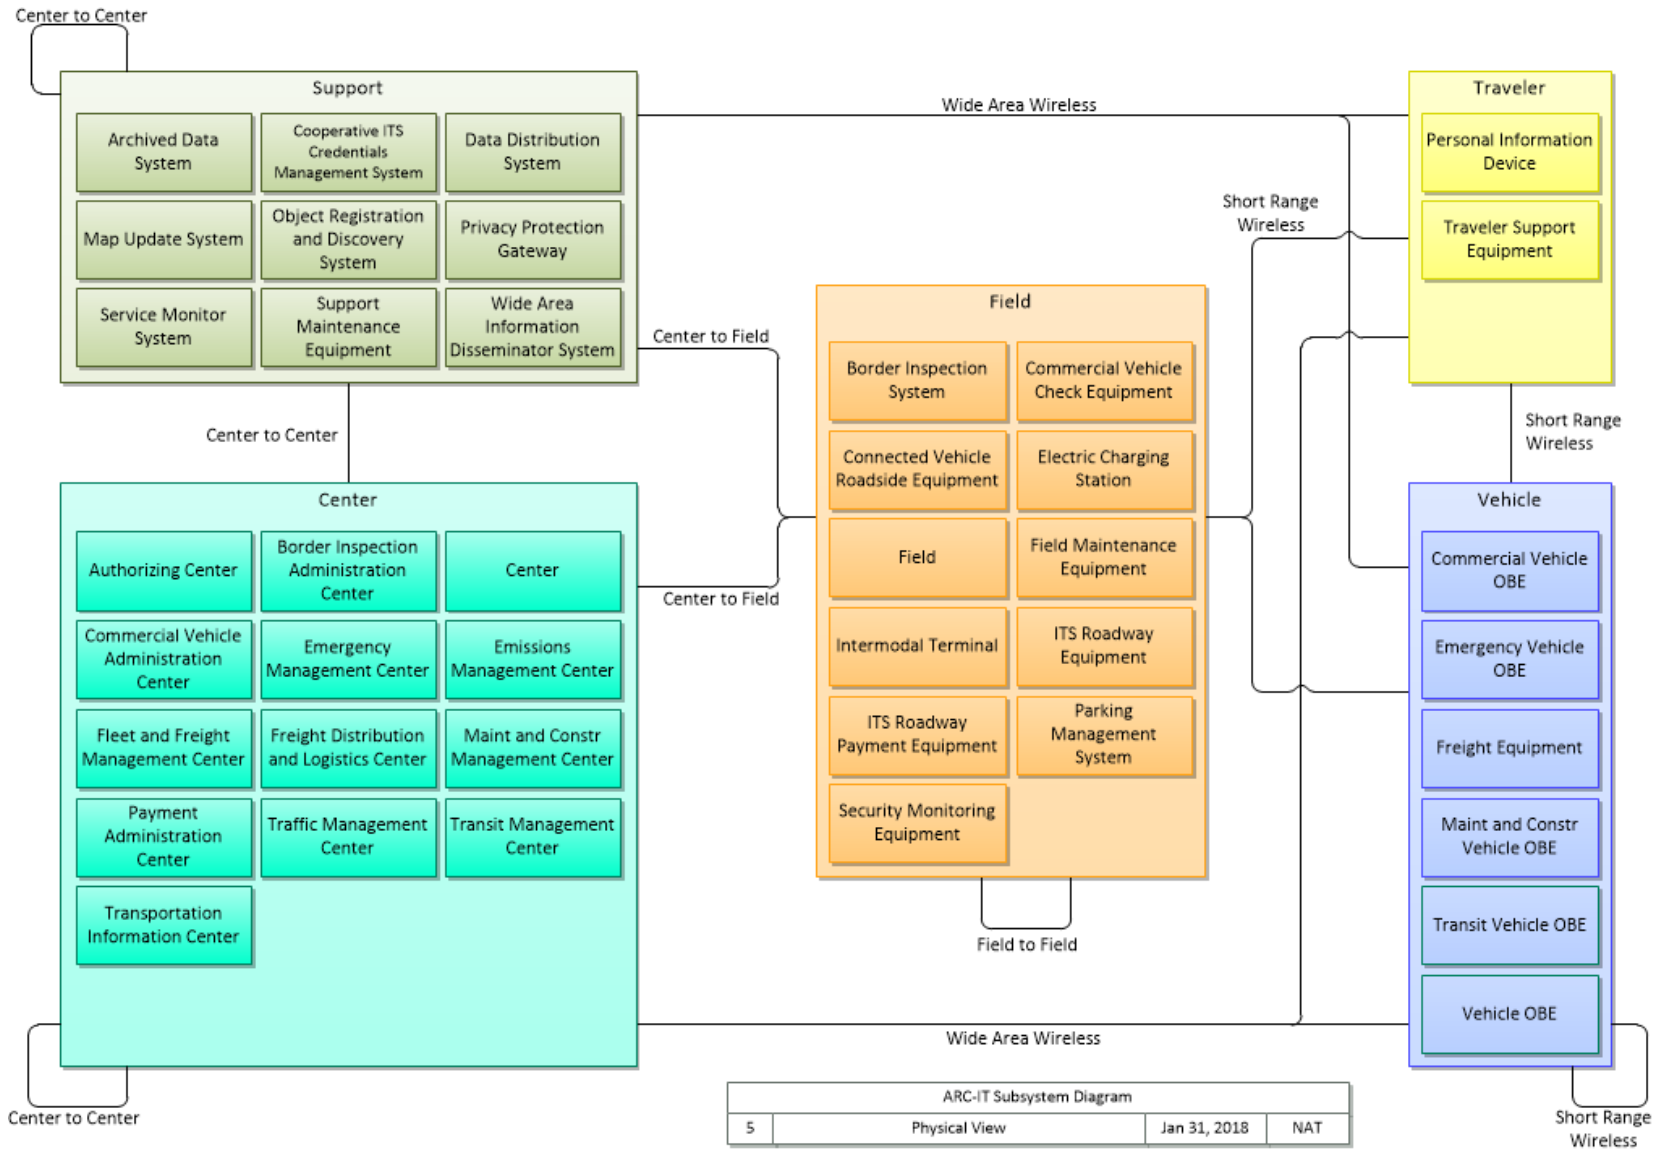 Center to Center
Support
Archived Data
System
Cooperative ITS
Credentials
Management System
Data Distribution
System
Map Update System
Object Registration
and Discovery
System
Privacy Protection
Gateway
Service Monitor
System
Support
Maintenance
Equipment
Wide Area
Information
Disseminator System
Wide Area Wireless
Traveler
Personal Information
Device
Traveler Support
Equipment
Short Range
Wireless
Center to Field
Center to Center
Short Range
Wireless
Field
Border Inspection
System
Commercial Vehicle
Check Equipment
Connected Vehicle
Roadside Equipment
Electric Charging
Station
Field
Field Maintenance
Equipment
Intermodal Terminal
ITS Roadway
Equipment
ITS Roadway
Payment Equipment
Parking
Management
System
Security Monitoring
Equipment
Field to Field
Center
Authorizing Center
Border Inspection
Administration
Center
Center
Commercial Vehicle
Administration
Center
Emergency
Management Center
Emissions
Management Center
Fleet and Freight
Management Center
Freight Distribution
and Logistics Center
Maint and Constr
Management Center
Payment
Administration
Center
Traffic Management
Center
Transit Management
Center
Transportation
Information Center
Center to Field
Vehicle
Commercial Vehicle
OBE
Emergency Vehicle
OBE
Freight Equipment
Maint and Constr
Vehicle OBE
Transit Vehicle OBE
Vehicle OBE
Wide Area Wireless
Center to Center
Short Range
Wireless
ARC-IT Subsystem Diagram
5 Physical View Jan 31, 2018 NAT